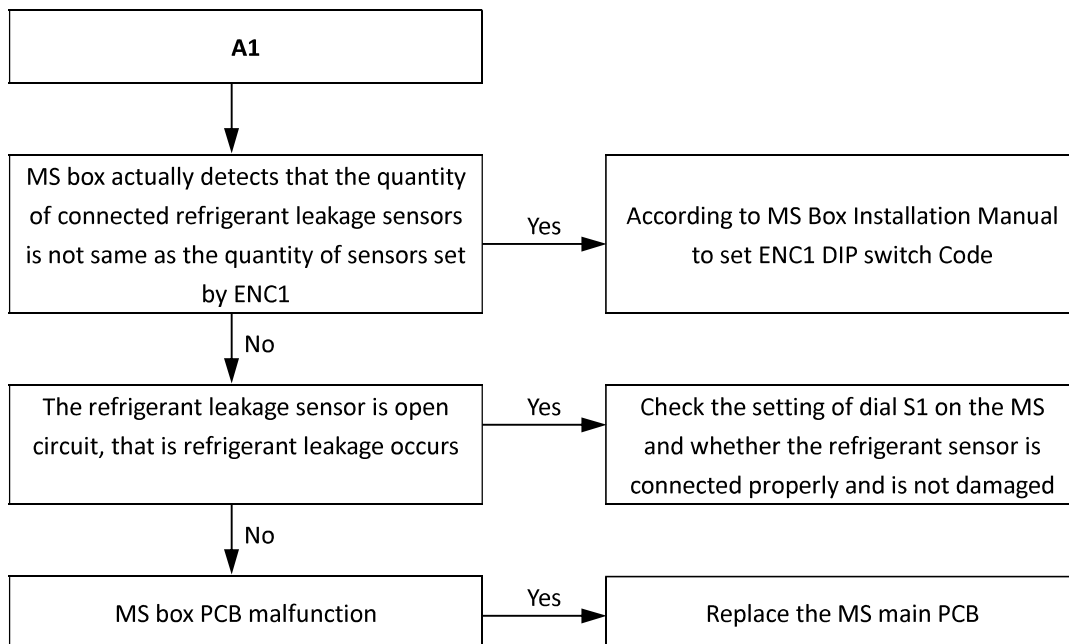 A1
MS box actually detects that the quantity
of connected refrigerant leakage sensors
is not same as the quantity of sensors set
by ENC1
Yes
According to MS Box Installation Manual
to set ENC1 DIP switch Code
No
The refrigerant leakage sensor is open
circuit, that is refrigerant leakage occurs
Yes
Check the setting of dial S1 on the MS
and whether the refrigerant sensor is
connected properly and is not damaged
No
MS box PCB malfunction
Yes
Replace the MS main PCB